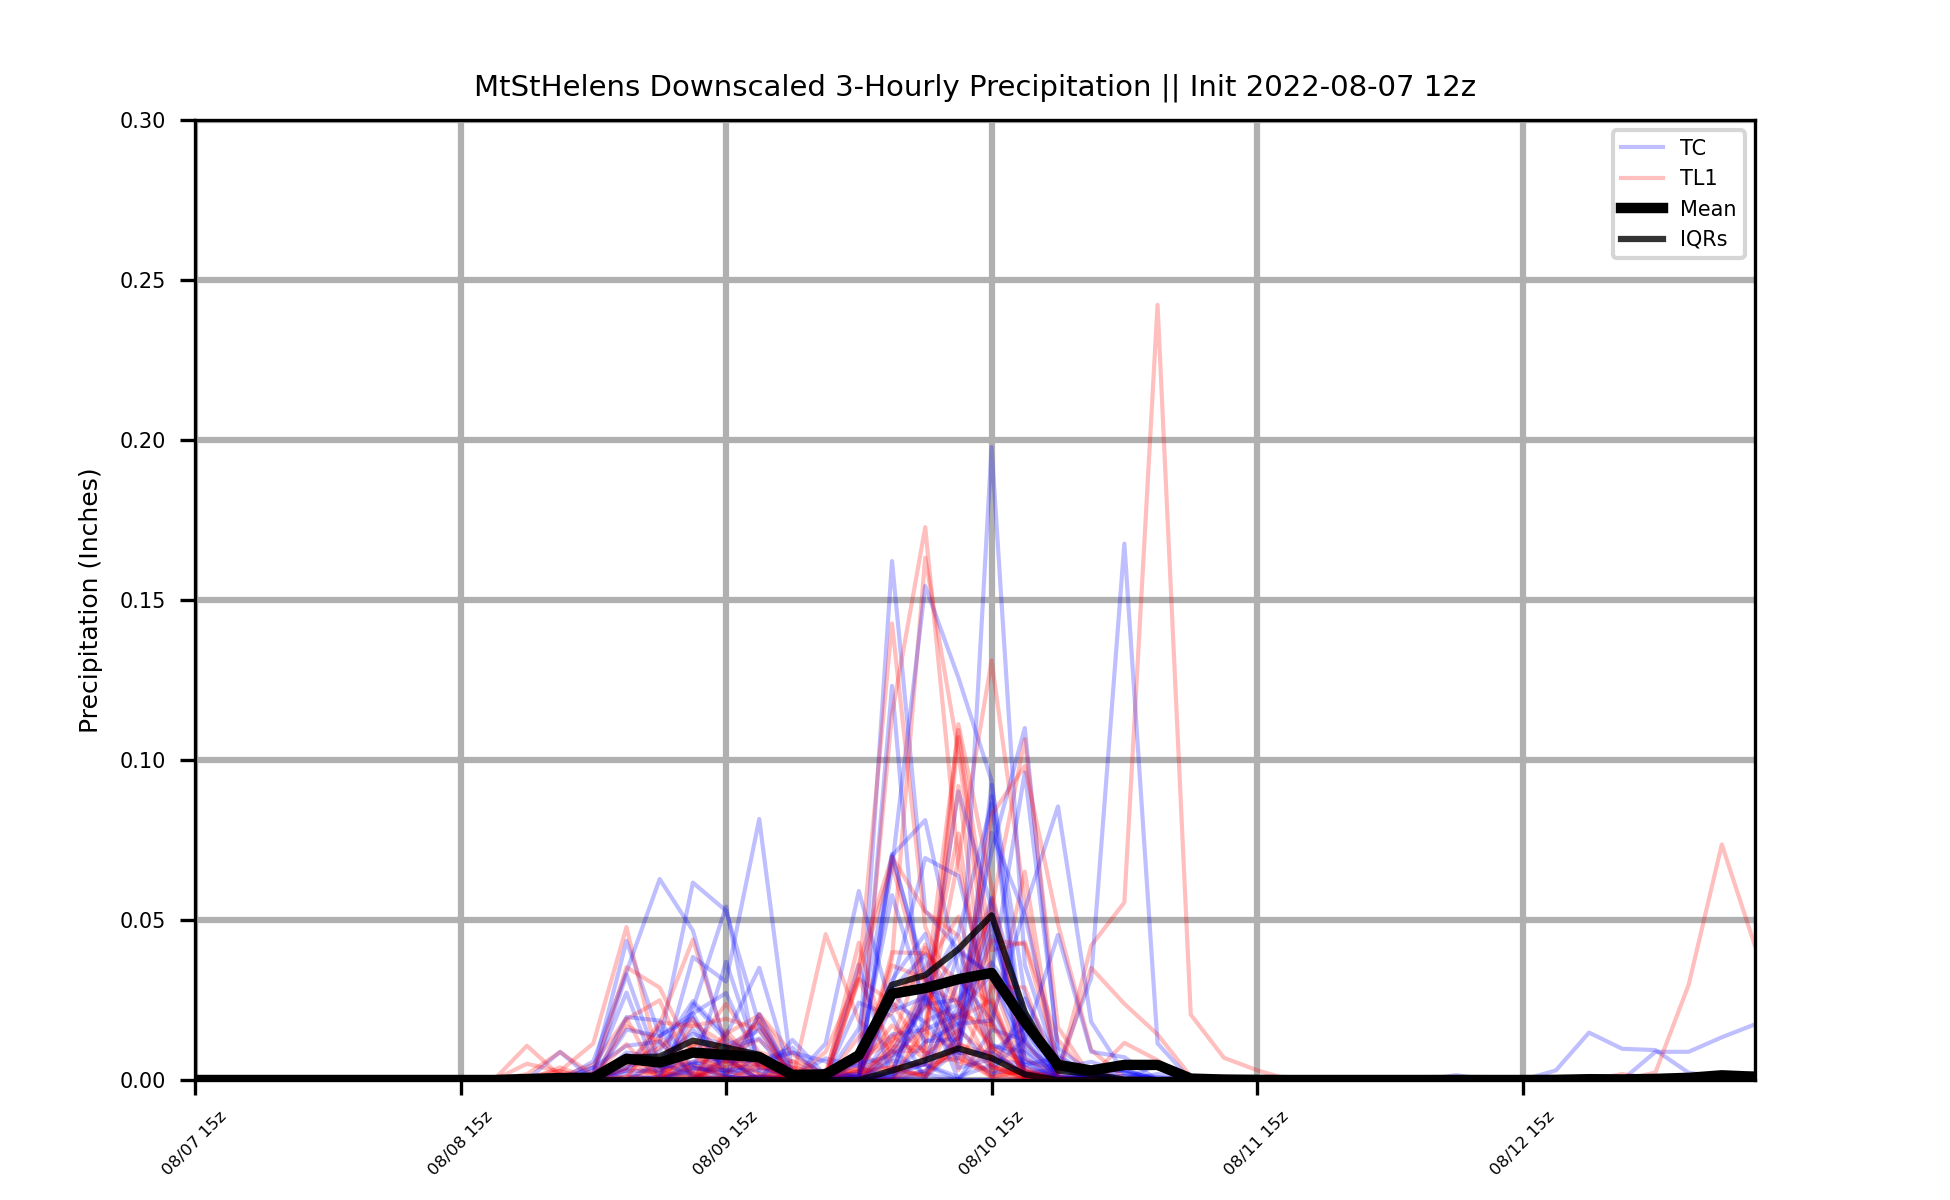 MtStHelens Downscaled 3-Hourly Precipitation || Init 2022-08-07 12z
TC
TL1
Mean
IQRs
Precipitation (Inches)
0.30
0.25
0.20
0.15
0.10
0.05
0.00
08/07 15z
08/08 15z
08/09 15z
08/10 15z
08/11 15z
08/12 15z